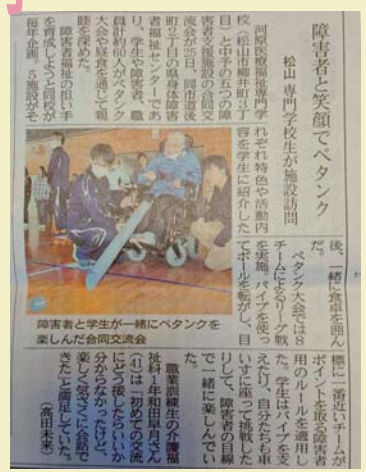 障害者と笑顔でペタンク
松山 専門学校生が施設訪問
河原医療福祉専門学
校(松山市柳井町3丁
目)と中予の五つの障
害者支援施設の合同交
流会が25日、同市道後
町2丁目の県身体障害
者福祉センターであ
り、学生や障害者、職
員計約60人がペタンク
大会や昼食を通じて親
睦を深めた。
障害者福祉の担い手
を育成しようと同校が
毎年企画。5施設がそ
れぞれ特色や活動内
容を学生に紹介した
後、一緒に食卓を囲ん
だ。
ペタンク大会では8
チームによるリーグ戦
を実施。パイプを使っ
てボールを転がし、目
標に一番近いチームが
ポイントを取る障害者
用のルールを適用し
た。学生はパイプを支
えたり、自分たちも車
いすに座って挑戦した
りして、障害者の目線
で一緒に楽しんでい
た。
職業訓練生の介護福
祉科1年和田早月さん
(41)は「初めての交流
にどう接したらいいか
分からなかったけど、
楽しく気さくに会話で
きた」と満足していた。
(高田未来)
障害者と学生が一緒にペタンクを
楽しんだ合同交流会